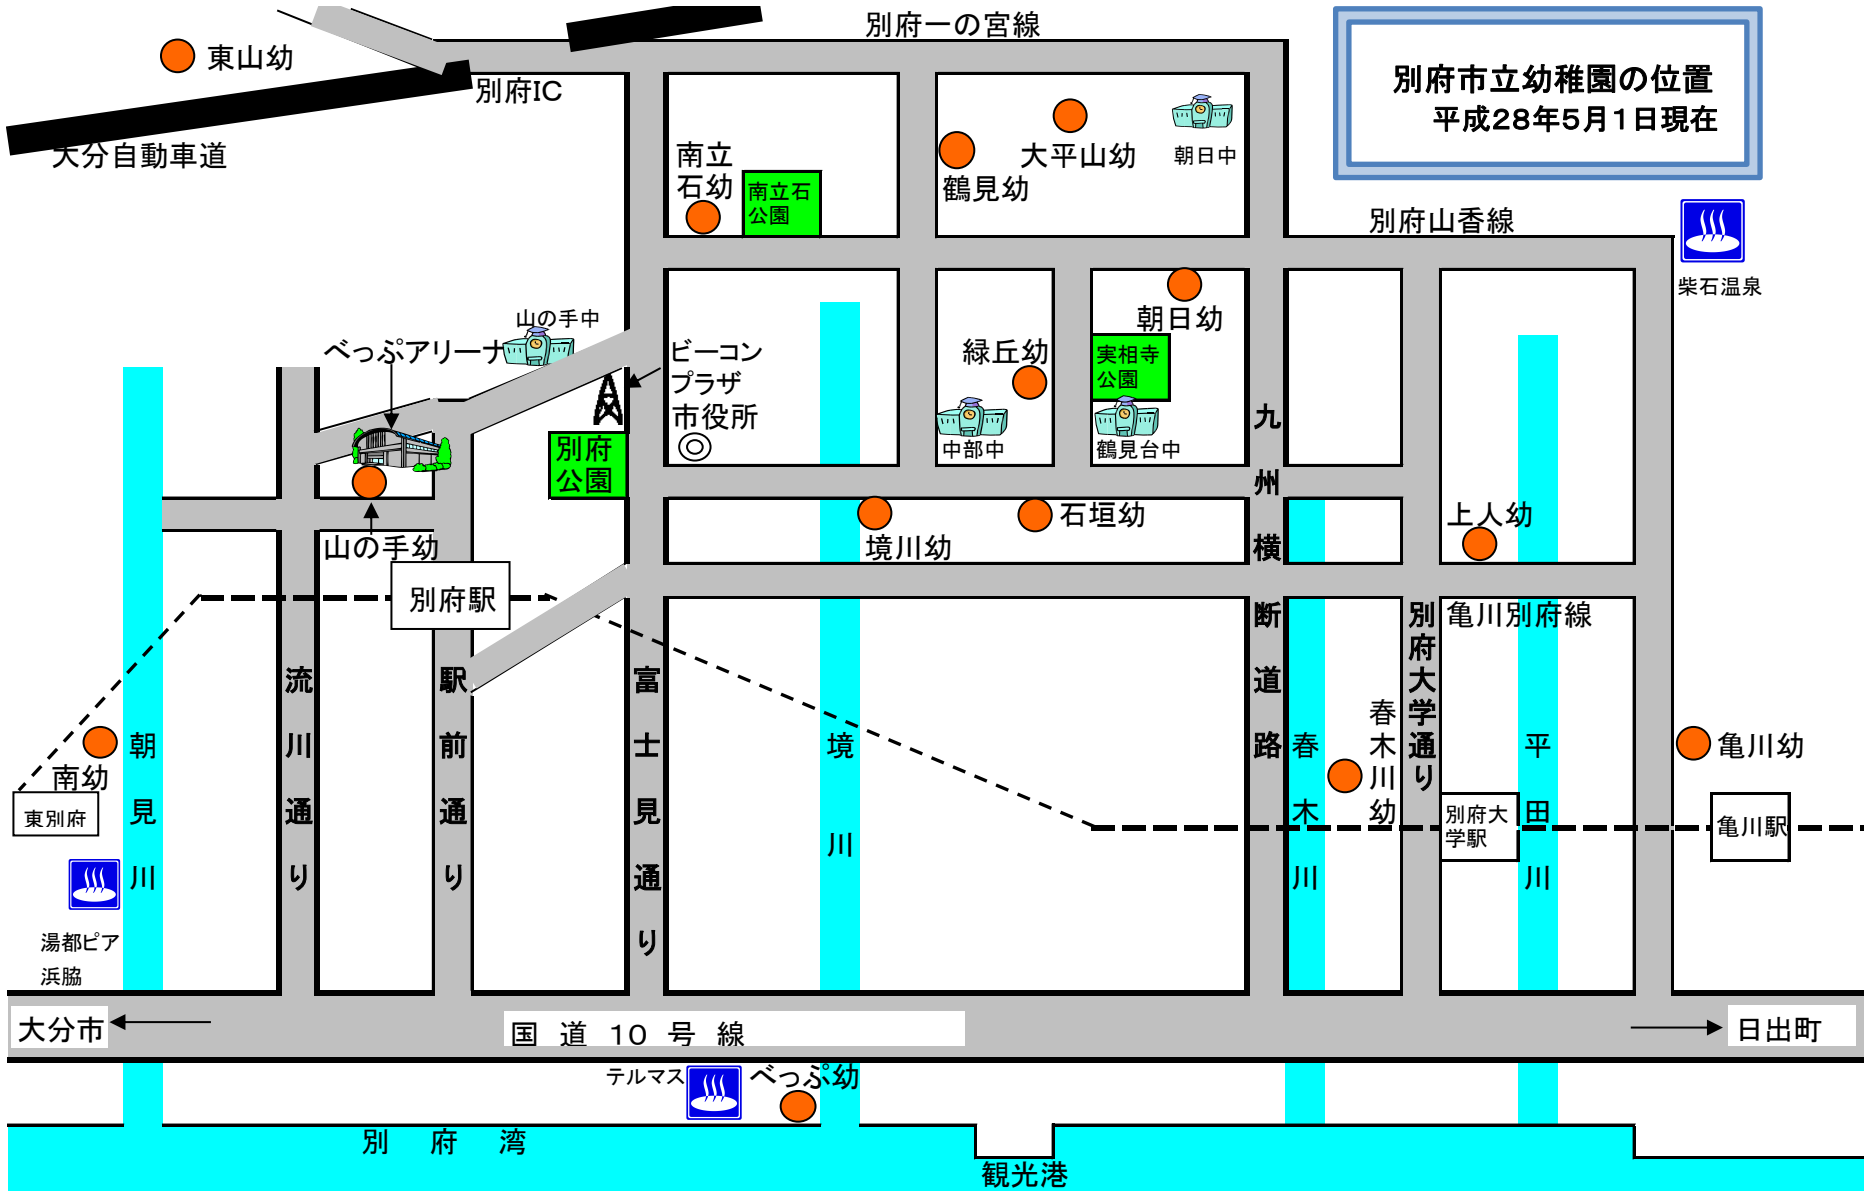 別府一の宮線
東山幼
別府IC
大分自動車道
別府市立幼稚園の位置
平成28年5月1日現在
南立
石幼
南立石
公園
鶴見幼
大平山幼
朝日中
別府山香線
柴石温泉
山の手中
べっぷアリーナ
ビーコン
プラザ
市役所
別府
公園
緑丘幼
中部中
朝日幼
実相寺
公園
鶴見台中
山の手幼
境川幼
石垣幼
上人幼
別府駅
亀川別府線
九州横断道路
別府大学通り
流川通り
駅前通り
富士見通り
朝見川
境川
春木川
春木川幼
平田川
南幼
東別府
別府大
学駅
亀川幼
亀川駅
湯都ピア
浜脇
大分市
国道10号線
日出町
テルマス
べっぷ幼
別府湾
観光港